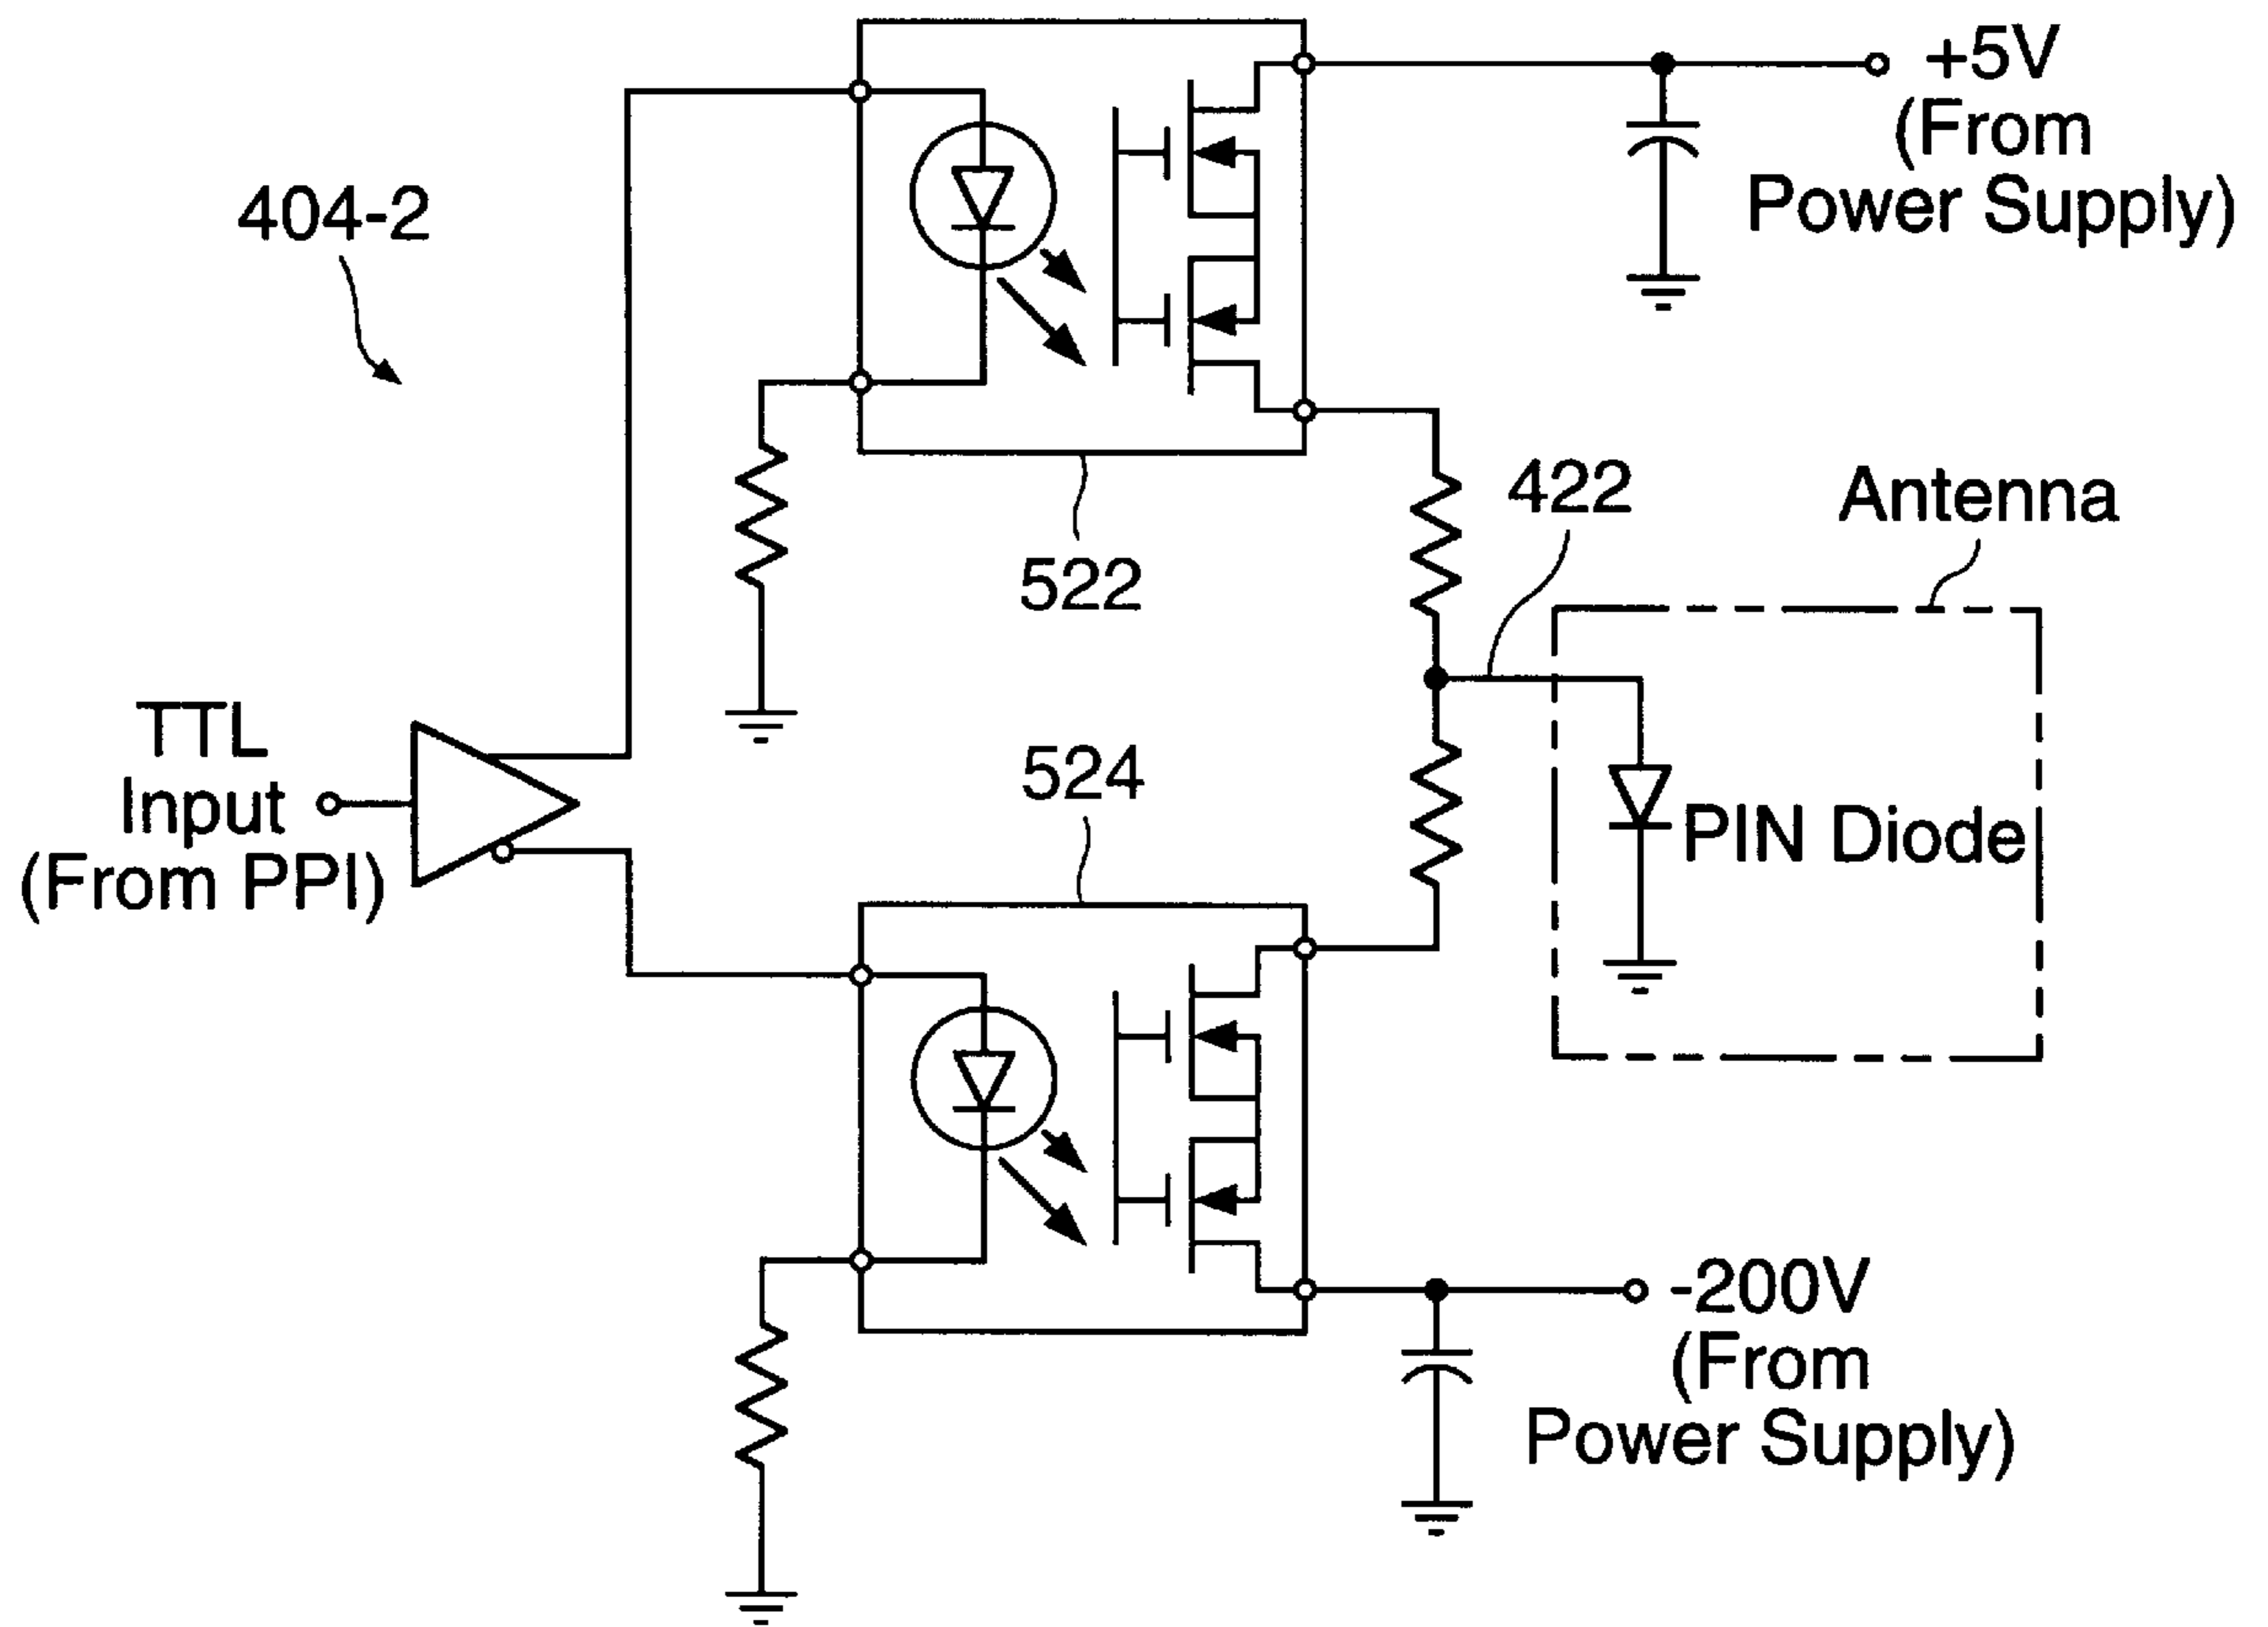 +5V
(From
Power Supply)
404-2
422
Antenna
522
TTL
Input
(From PPI)
524
PIN Diode
-200V
(From
Power Supply)